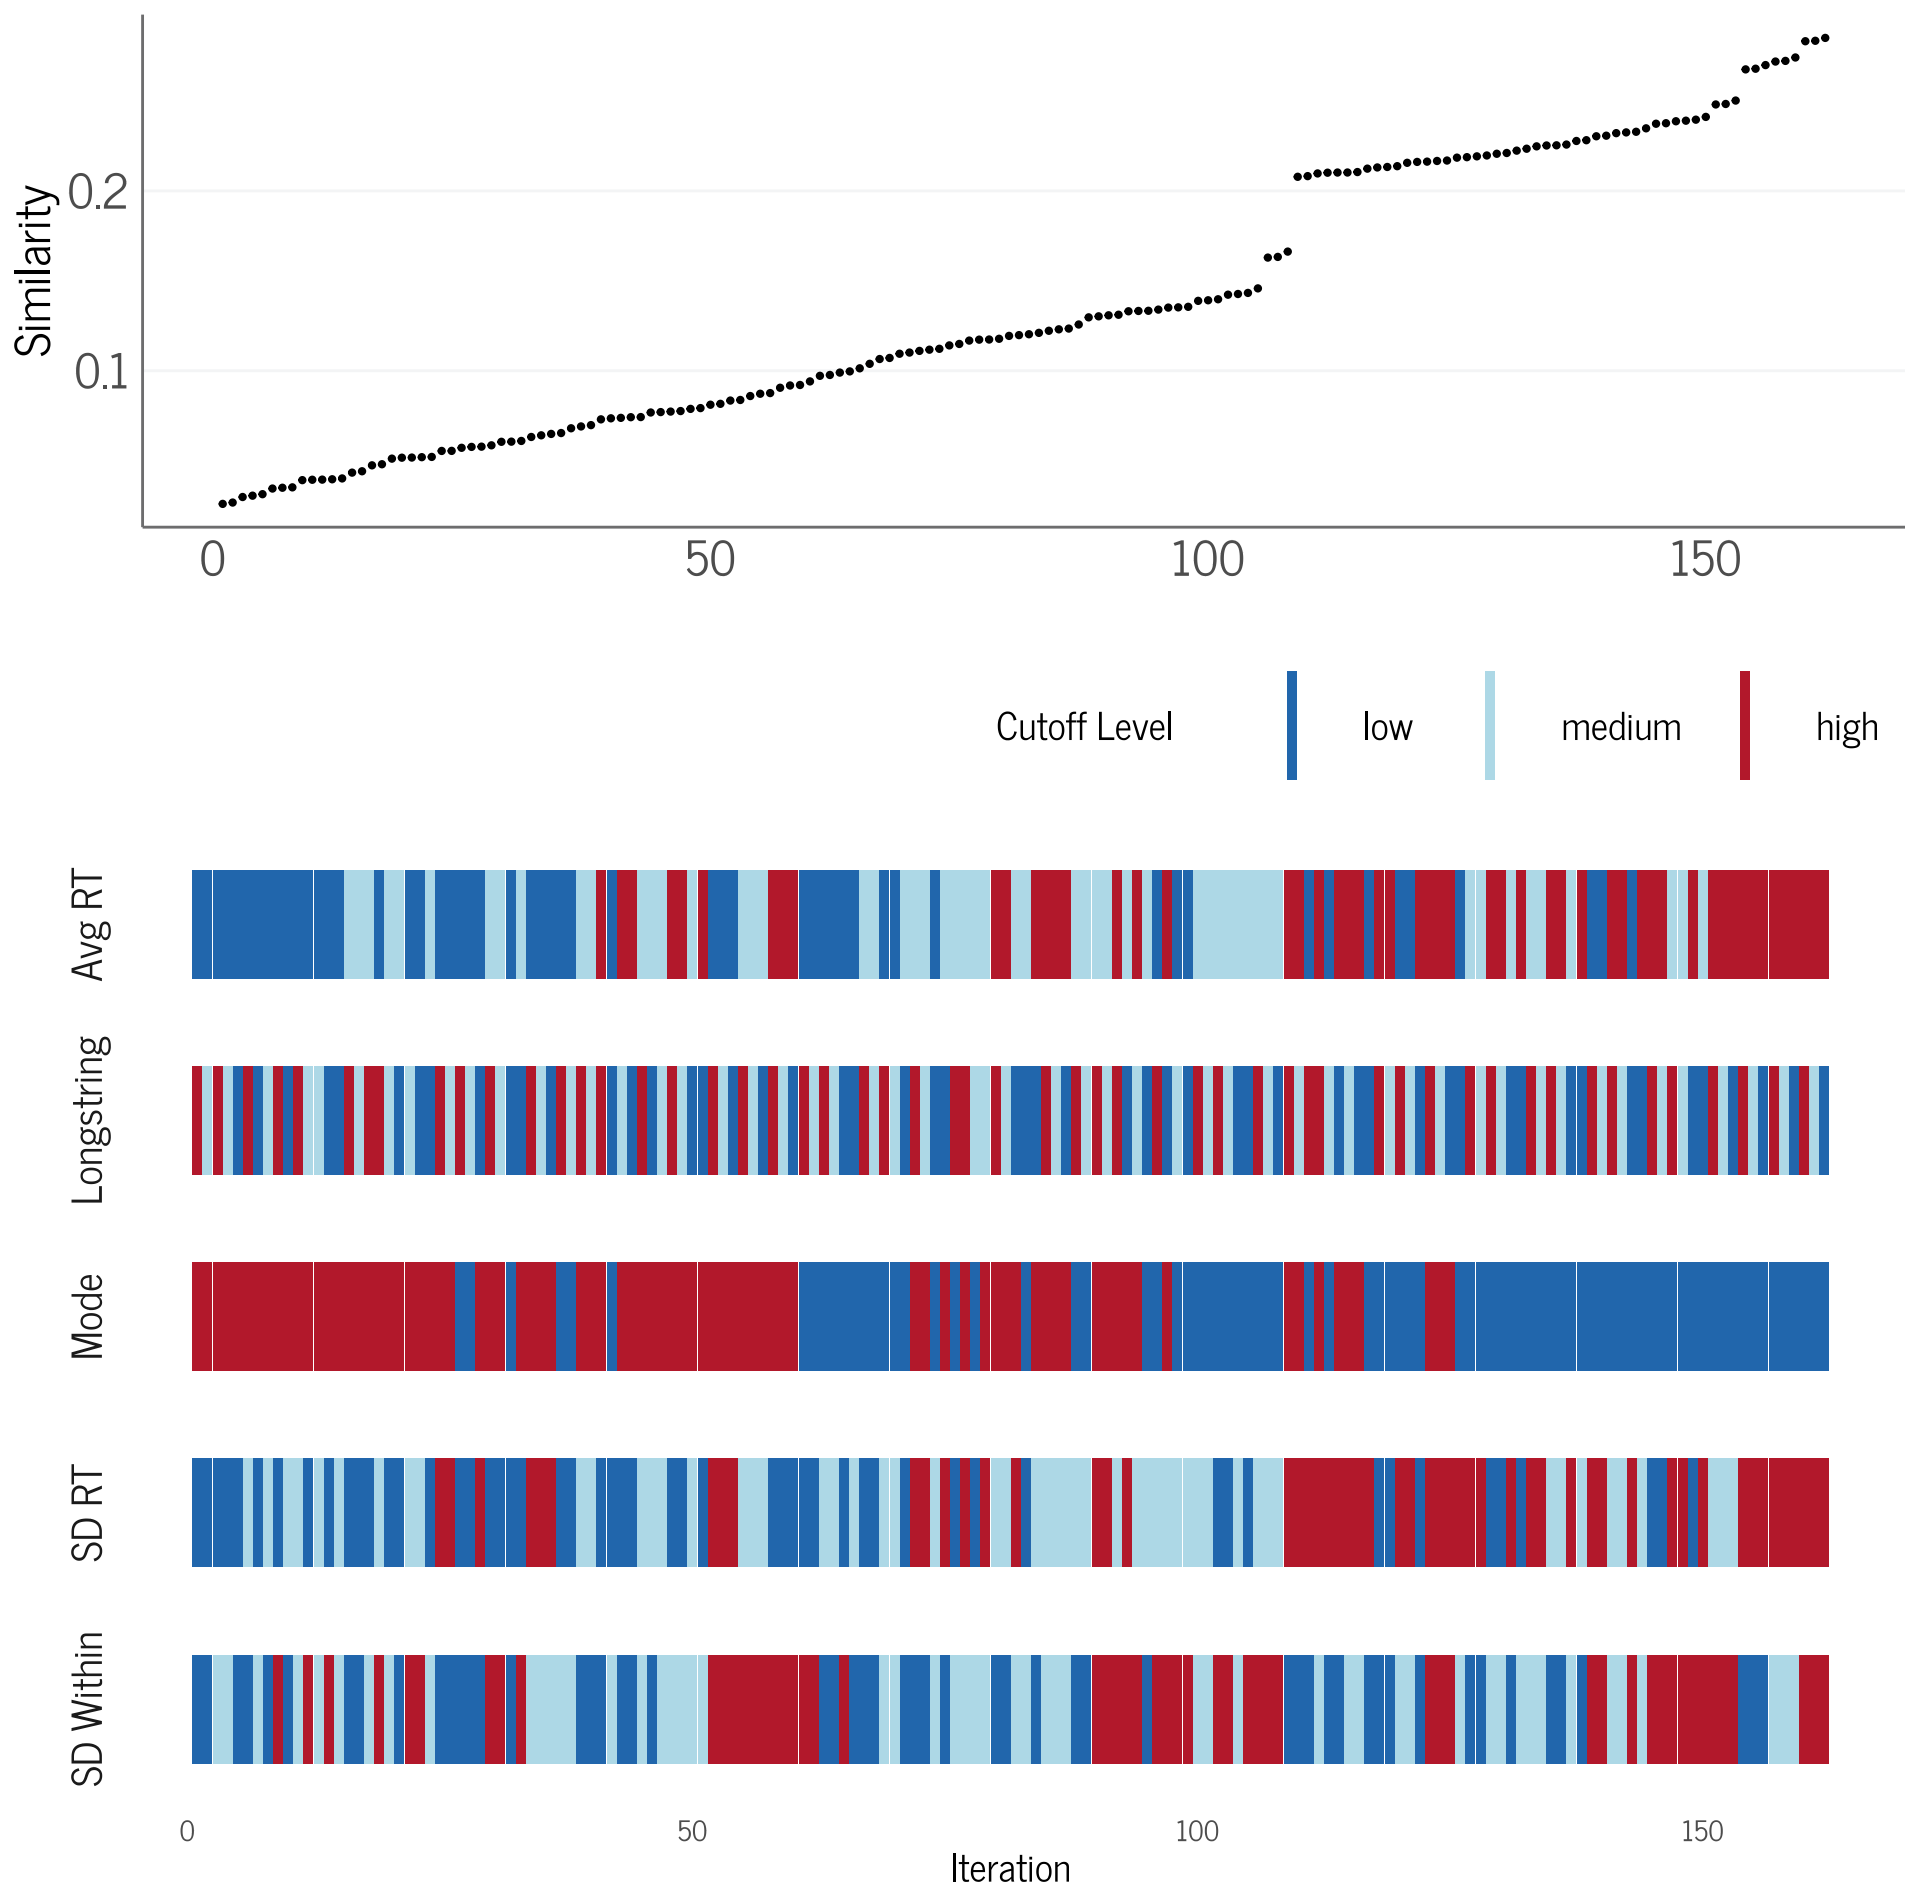 Similarity
0.2
0.1
0 50 100 150
Cutoff Level low medium high
Avg RT
Longstring
Mode
SD RT
SD Within
0 50 100 150
Iteration